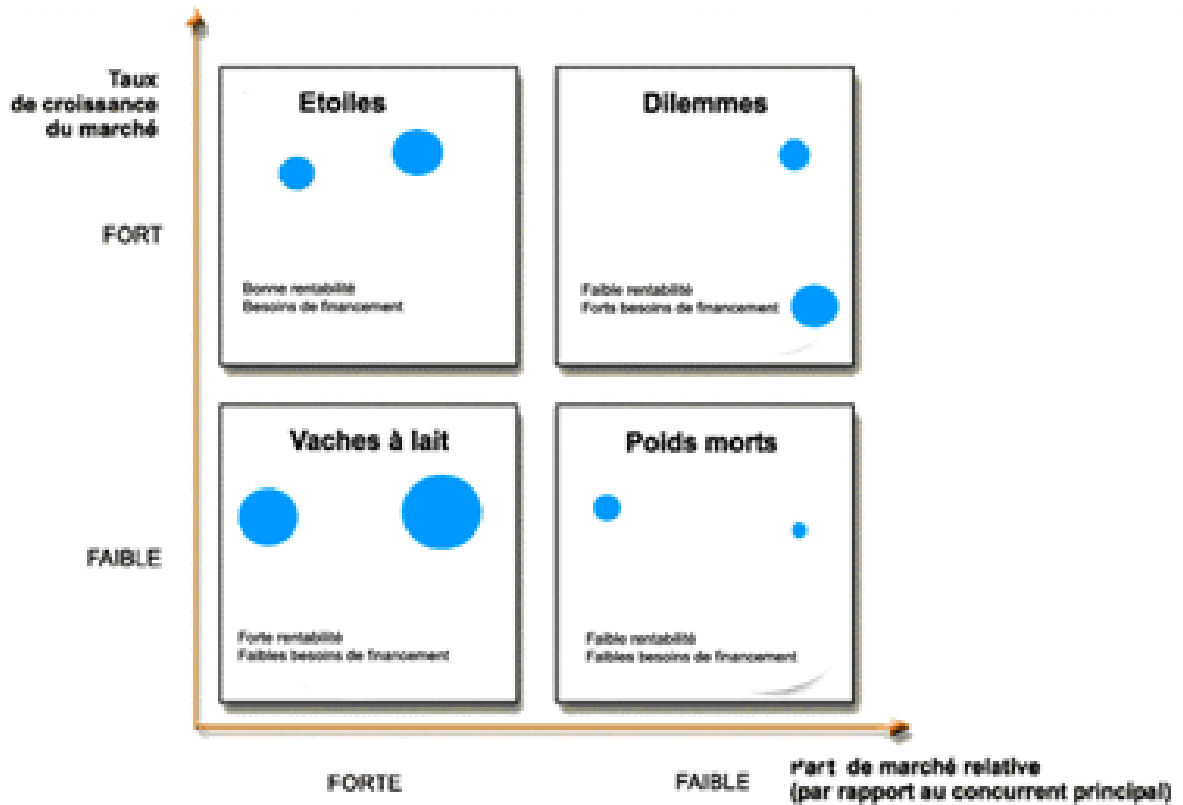 Taux
de croissance
du marché
Etoiles
Dilemmes
FORT
Bonne rentabilité
Besoins de financement
Faible rentabilité
Forts besoins de financement
Vaches à lait
Poids morts
FAIBLE
Forte rentabilité
Faibles besoins de financement
Faible rentabilité
Faibles besoins de financement
FORTE
FAIBLE
Part de marché relative
(par rapport au concurrent principal)